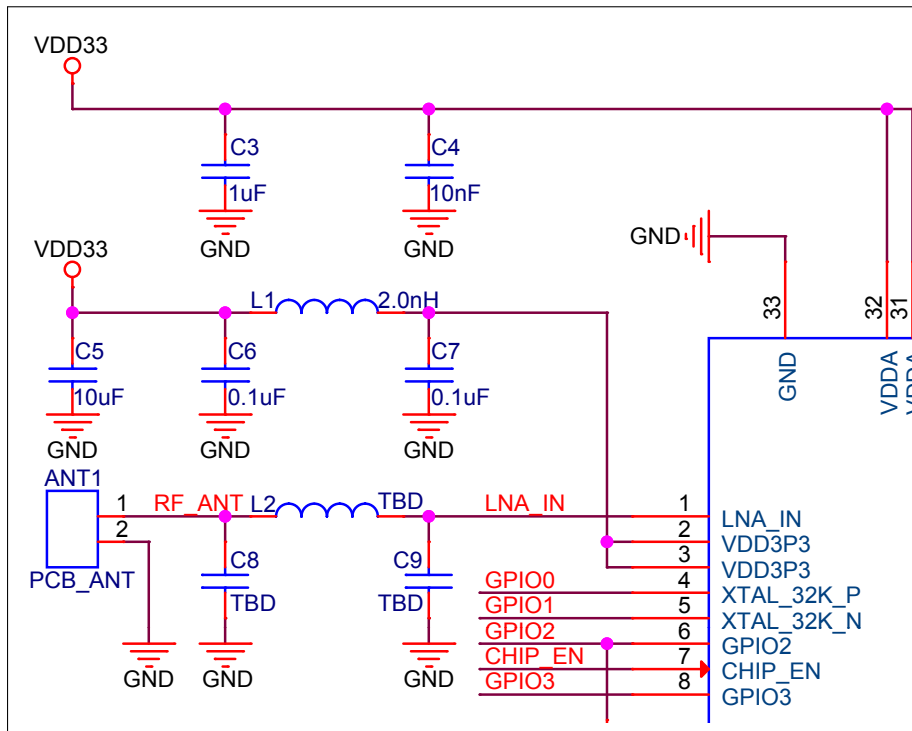 VDD33
C3
C4
1uF
10nF
GND
GND
GND
VDD33
L1
2.0nH
33
32
31
C5
C6
C7
10uF
0.1uF
0.1uF
GND
VDDA
VDDA
GND
GND
GND
ANT1
1
RF_ANT
L2
TBD
LNA_IN
1
LNA_IN
2
2
VDD3P3
3
VDD3P3
PCB_ANT
C8
C9
TBD
TBD
GPIO0
4
XTAL_32K_P
GPIO1
5
XTAL_32K_N
GPIO2
6
GPIO2
CHIP_EN
7
CHIP_EN
GPIO3
8
GPIO3
GND
GND
GND